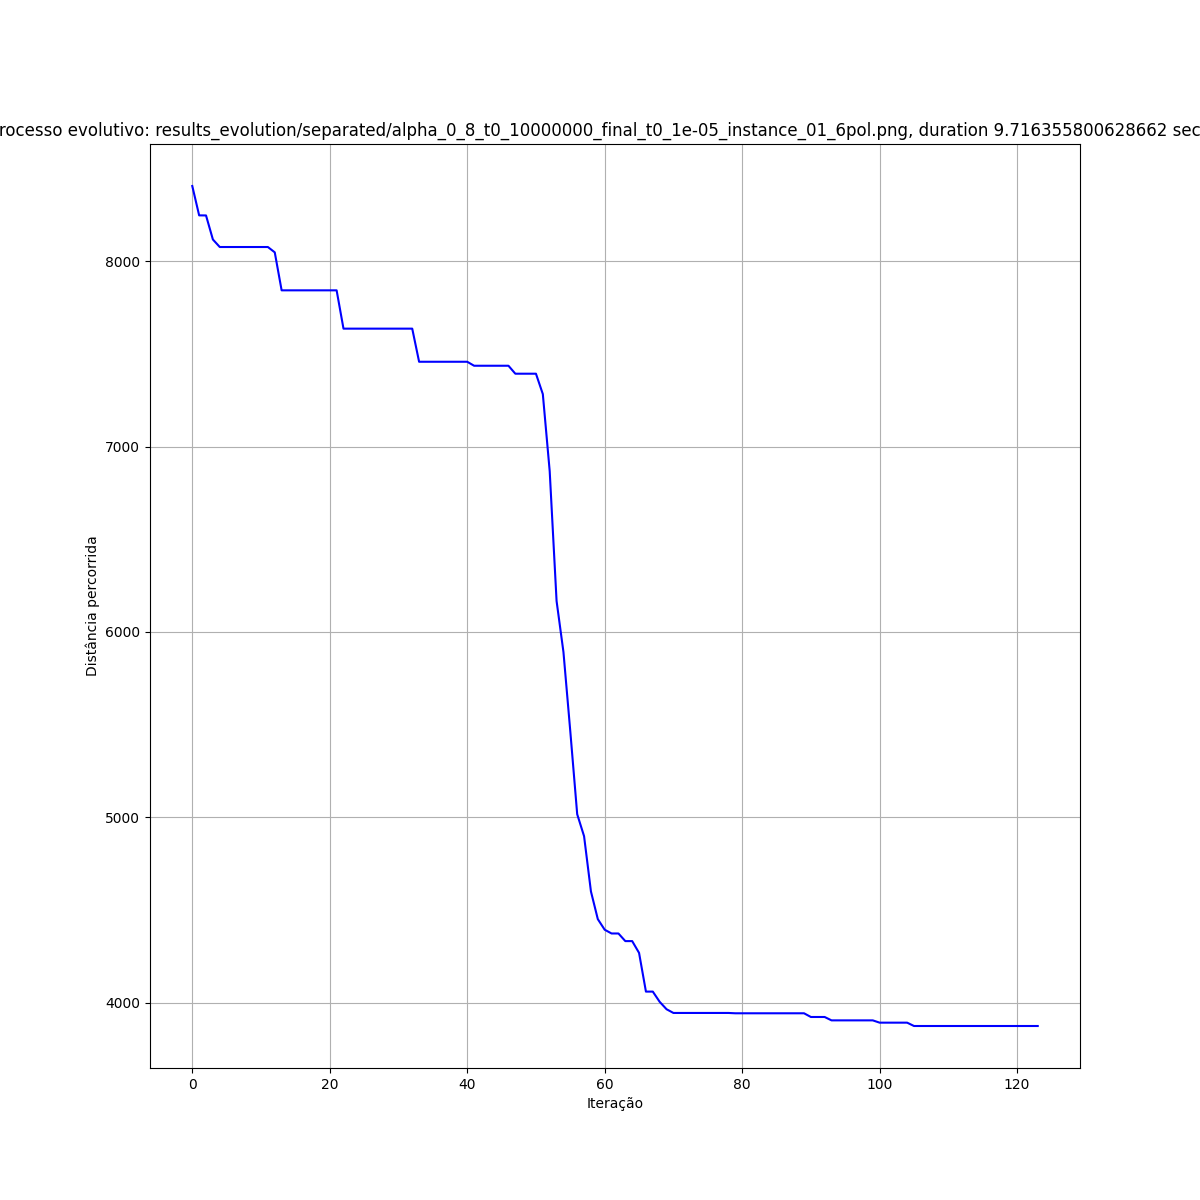 rocesso evolutivo: results_evolution/separated/alpha_0_8_t0_10000000_final_t0_1e-05_instance_01_6pol.png, duration 9.716355800628662 sec
8000
7000
6000
5000
4000
Distância percorrida
0 20 40 60 80 100 120
Iteração